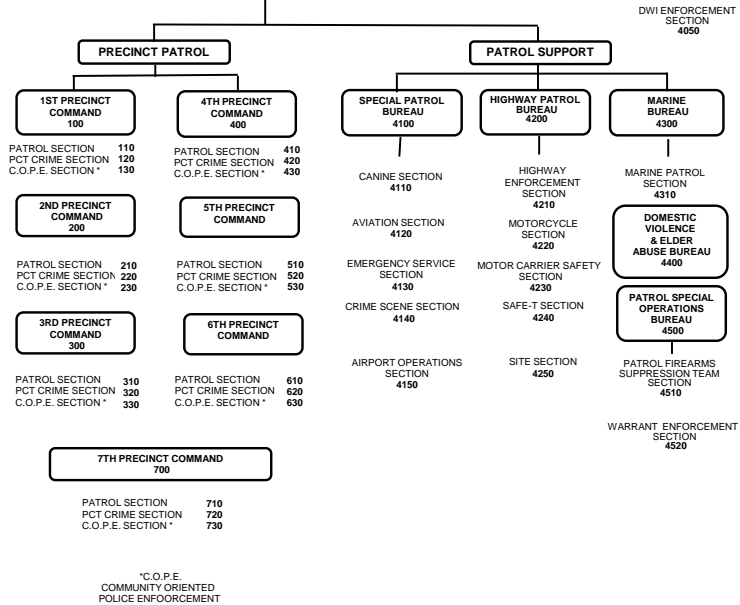 DWI ENFORCEMENT
SECTION
4050
PRECINCT PATROL
PATROL SUPPORT
1ST PRECINCT
COMMAND
100
PATROL SECTION 110
PCT CRIME SECTION 120
C.O.P.E. SECTION * 130
4TH PRECINCT
COMMAND
400
PATROL SECTION 410
PCT CRIME SECTION 420
C.O.P.E. SECTION * 430
2ND PRECINCT
COMMAND
200
PATROL SECTION 210
PCT CRIME SECTION 220
C.O.P.E. SECTION * 230
5TH PRECINCT
COMMAND
PATROL SECTION 510
PCT CRIME SECTION 520
C.O.P.E. SECTION * 530
3RD PRECINCT
COMMAND
300
PATROL SECTION 310
PCT CRIME SECTION 320
C.O.P.E. SECTION * 330
6TH PRECINCT
COMMAND
PATROL SECTION 610
PCT CRIME SECTION 620
C.O.P.E. SECTION * 630
7TH PRECINCT COMMAND
700
PATROL SECTION 710
PCT CRIME SECTION 720
C.O.P.E. SECTION * 730
*C.O.P.E.
COMMUNITY ORIENTED
POLICE ENFOORCEMENT
SPECIAL PATROL
BUREAU
4100
CANINE SECTION
4110
AVIATION SECTION
4120
EMERGENCY SERVICE
SECTION
4130
CRIME SCENE SECTION
4140
AIRPORT OPERATIONS
SECTION
4150
HIGHWAY PATROL
BUREAU
4200
HIGHWAY
ENFORCEMENT
SECTION
4210
MOTORCYCLE
SECTION
4220
MOTOR CARRIER SAFETY
SECTION
4230
SAFE-T SECTION
4240
SITE SECTION
4250
MARINE
BUREAU
4300
MARINE PATROL
SECTION
4310
DOMESTIC
VIOLENCE
& ELDER
ABUSE BUREAU
4400
PATROL SPECIAL
OPERATIONS
BUREAU
4500
PATROL FIREARMS
SUPPRESSION TEAM
SECTION
4510
WARRANT ENFORCEMENT
SECTION
4520